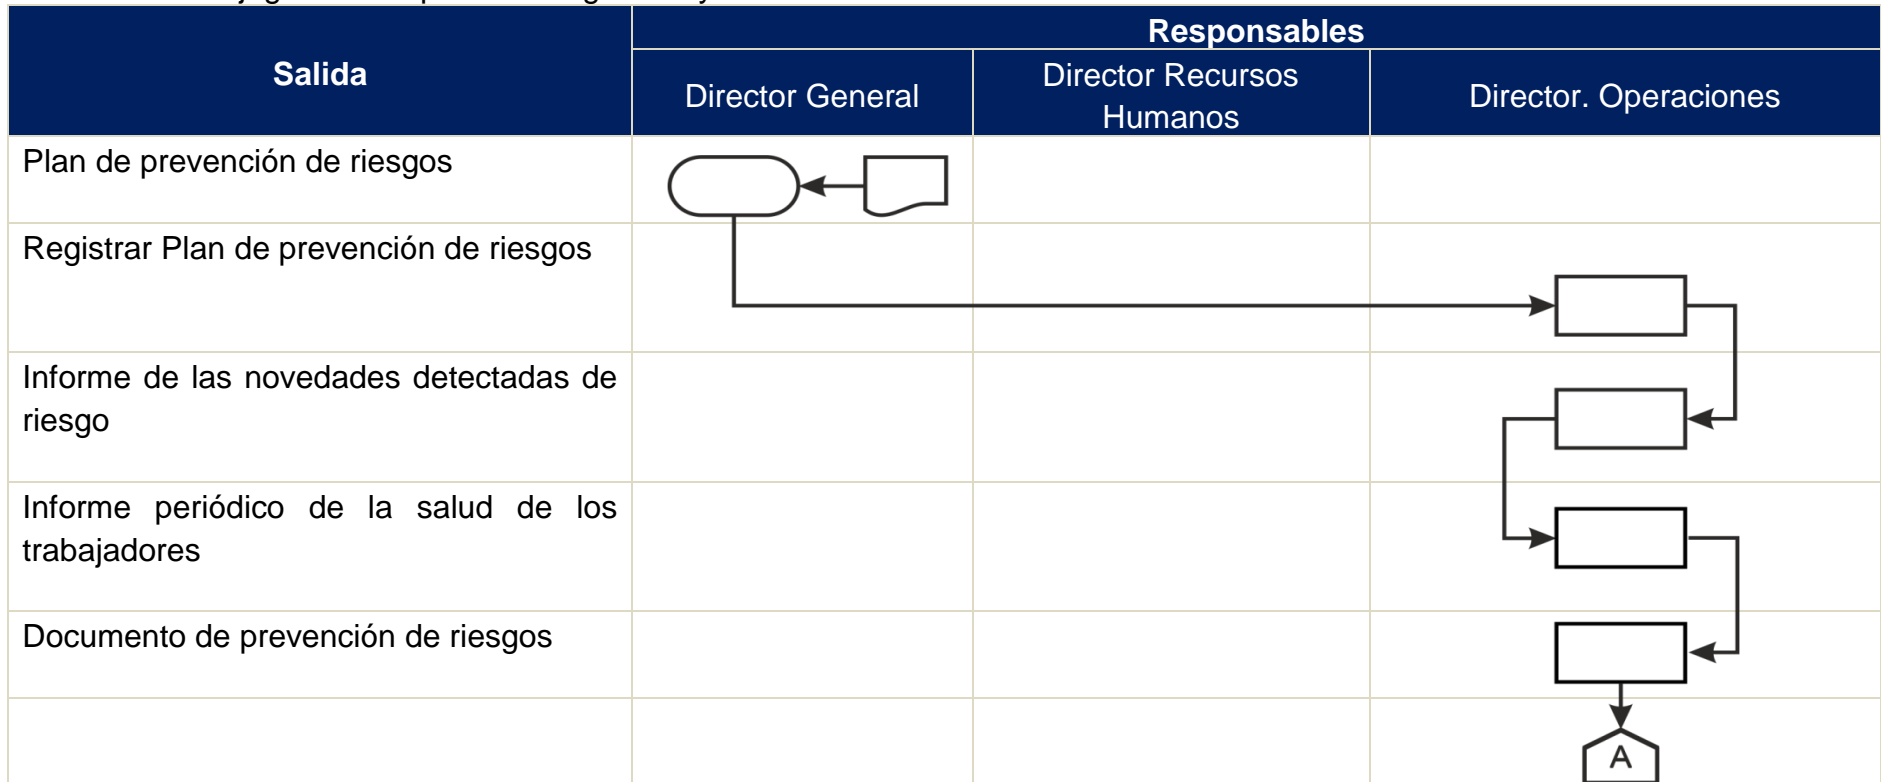 Responsables
Salida
Director General
Director Recursos
Humanos
Director. Operaciones
Plan de prevención de riesgos
Registrar Plan de prevención de riesgos
Informe de las novedades detectadas de
riesgo
Informe periódico de la salud de los
trabajadores
Documento de prevención de riesgos
A